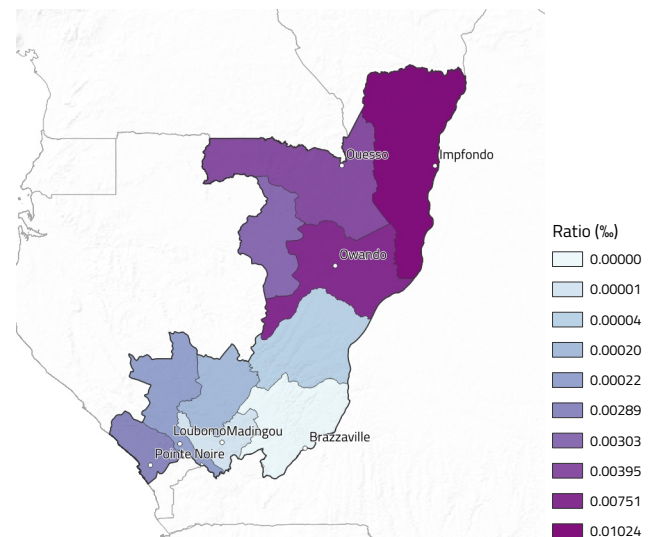 Ouesso
Impfondo
Owando
LoubomoMadingou
Brazzaville
Pointe Noire
Ratio (‰)
0.00000
0.00001
0.00004
0.00020
0.00022
0.00289
0.00303
0.00395
0.00751
0.01024